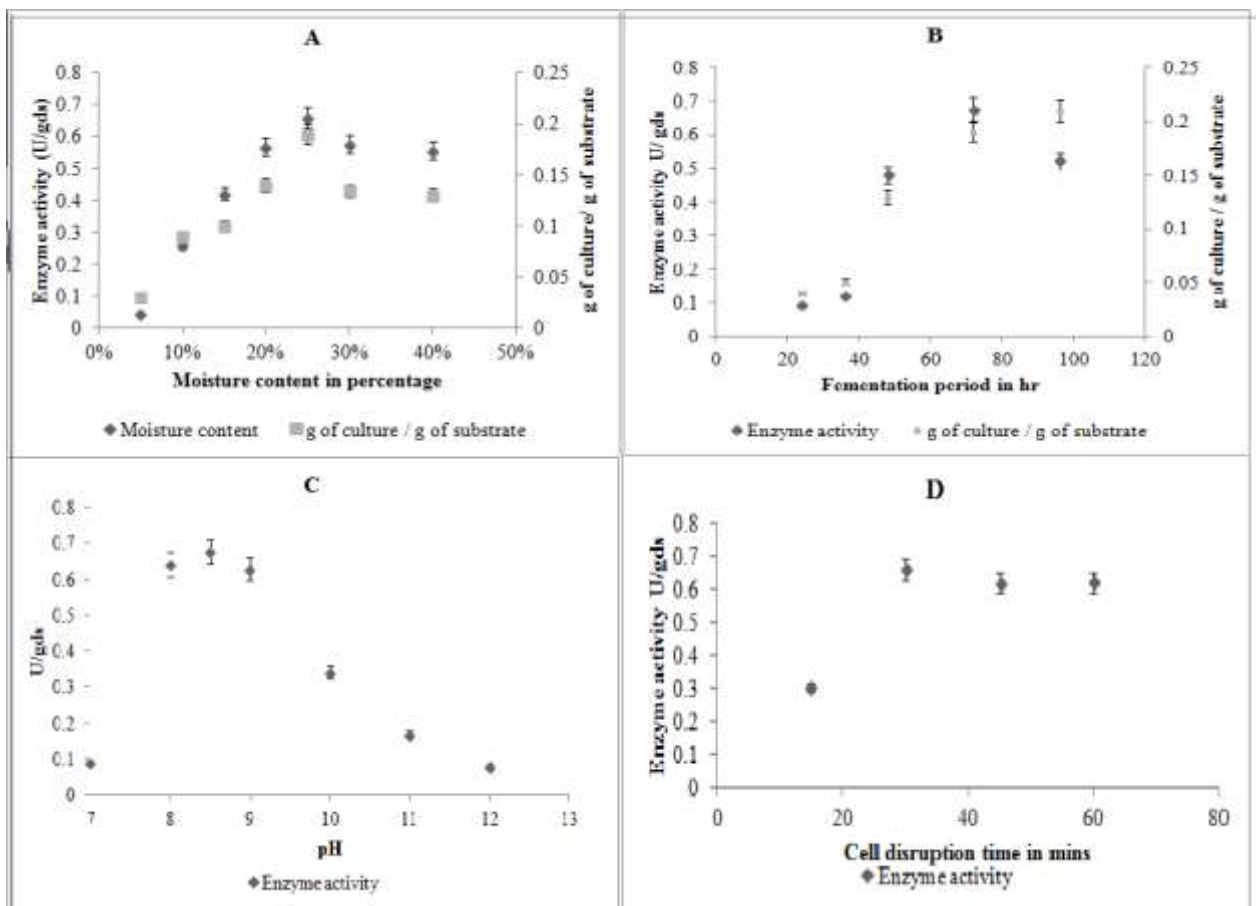 A
Enzyme activity (U/gds)
0.8
0.7
0.6
0.5
0.4
0.3
0.2
0.1
0
0.25
0.2
0.15
0.1
0.05
0
g of culture/ g of substrate
0% 10% 20% 30% 40% 50%
Moisture content in percentage
Moisture content g of culture / g of substrate
B
Enzyme activity U/ gds
0.8
0.7
0.6
0.5
0.4
0.3
0.2
0.1
0
0.25
0.2
0.15
0.1
0.05
0
g of culture / g of substrate
0 20 40 60 80 100 120
Fementation period in hr
Enzyme activity g of culture / g of substrate
C
U/gds
0.8
0.7
0.6
0.5
0.4
0.3
0.2
0.1
0
7 8 9 10 11 12 13
pH
Enzyme activity
D
Enzyme activity U/gds
0.8
0.7
0.6
0.5
0.4
0.3
0.2
0.1
0
0 20 40 60 80
Cell disruption time in mins
Enzyme activity